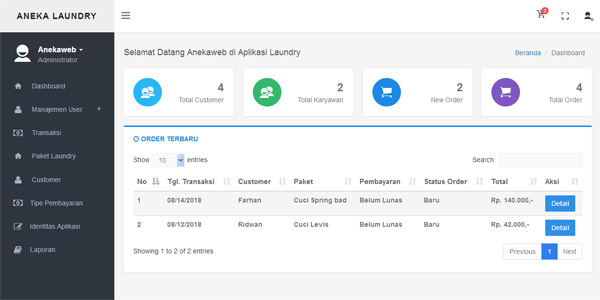 ANEKA LAUNDRY
2
Anekaweb
Administrator
Dashboard
Manajemen User +
Transaksi
Paket Laundry
Customer
Tipe Pembayaran
Identitas Aplikasi
Laporan
Selamat Datang Anekaweb di Aplikasi Laundry
Beranda / Dashboard
4
Total Customer
2
Total Karyawan
2
New Order
4
Total Order
ORDER TERBARU
Show 10 entries
Search
No Tgl. Transaksi Customer Paket Pembayaran Status Order Total Aksi
1 08/14/2018 Farhan Cuci Spring bad Belum Lunas Baru Rp. 140.000,- Detail
2 08/12/2018 Ridwan Cuci Levis Belum Lunas Baru Rp. 42.000,- Detail
Showing 1 to 2 of 2 entries
Previous 1 Next